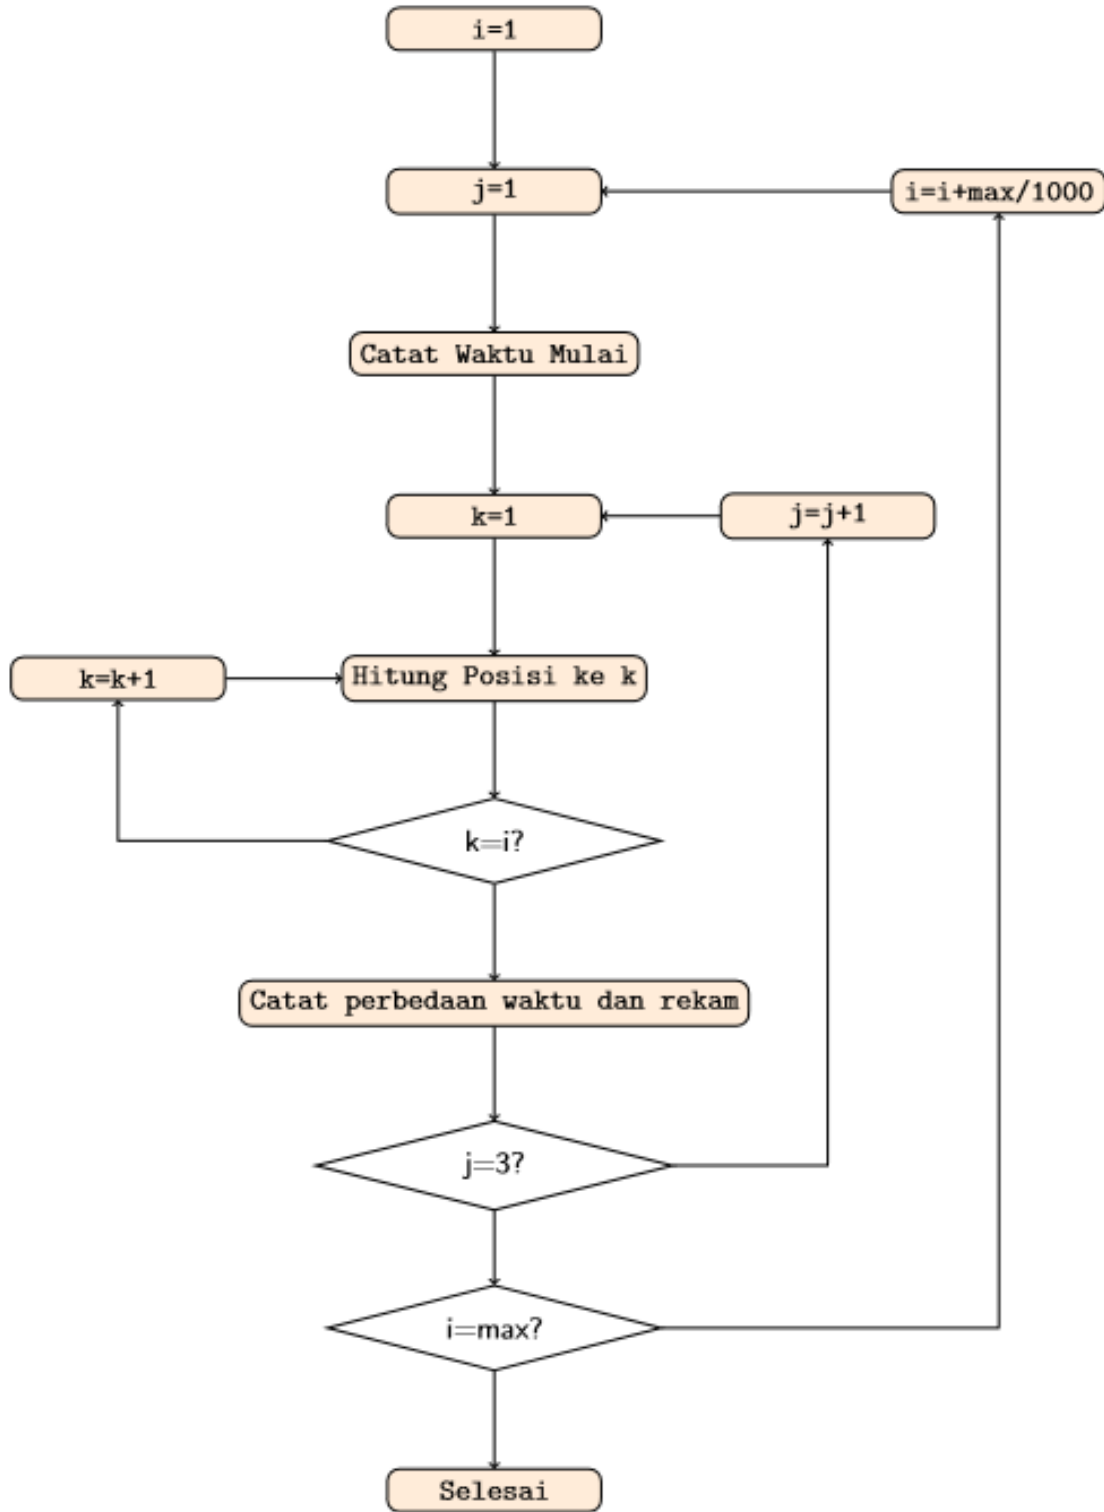 i=1
j=1
i=i+max/1000
Catat Waktu Mulai
k=1
j=j+1
k=k+1
Hitung Posisi ke k
k=i?
Catat perbedaan waktu dan rekam
j=3?
i=max?
Selesai